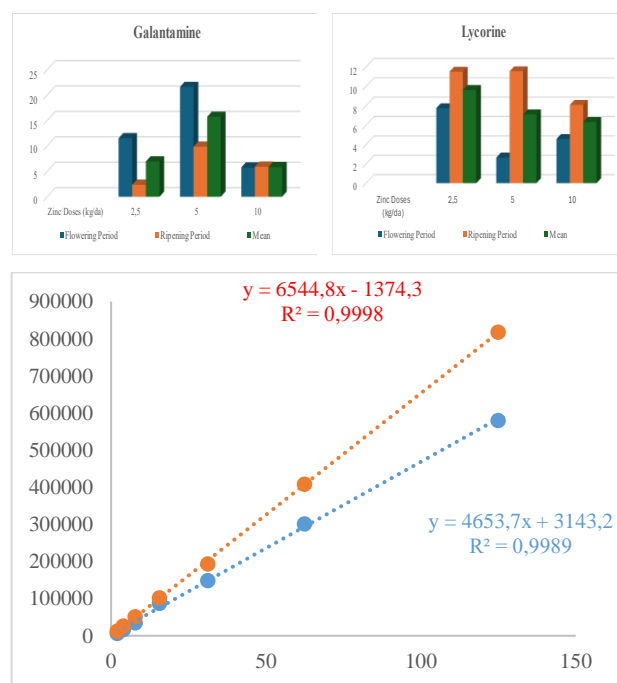 Galantamine
25
20
15
10
5
0
Zinc Doses (kg/da) 2,5 5 10
Flowering Period Ripening Period Mean
Lycorine
12
10
8
6
4
2
0
Zinc Doses
(kg/da)
2,5 5 10
Flowering Period Ripening Period Mean
y = 6544,8x - 1374,3
R² = 0,9998
900000
800000
700000
600000
500000
400000
300000
200000
100000
0
y = 4653,7x + 3143,2
R² = 0,9989
0 50 100 150